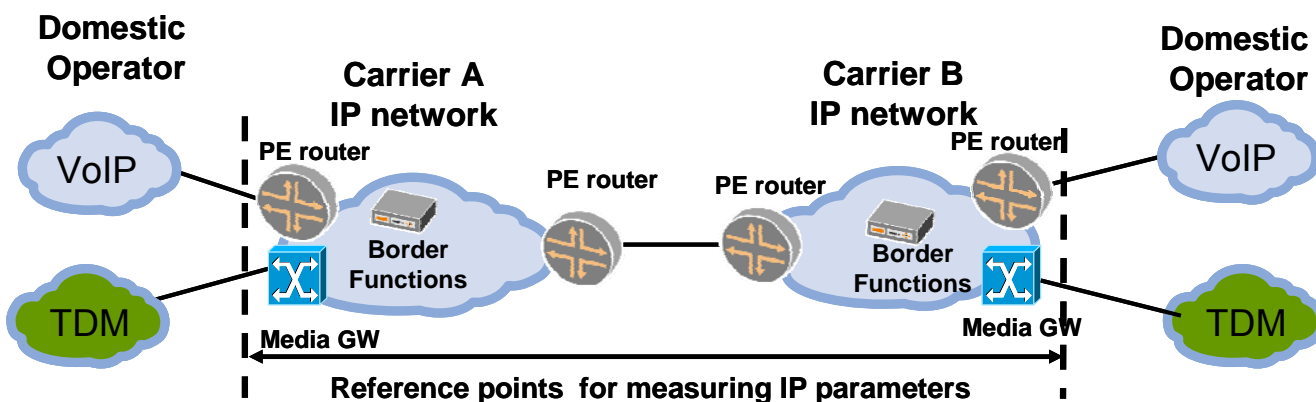 Domestic
Operator
Carrier A
IP network
Carrier B
IP network
Domestic
Operator
VoIP
PE router
PE router
PE router
PE router
VoIP
Border
Functions
Border
Functions
TDM
Media GW
Media GW
TDM
Reference points for measuring IP parameters